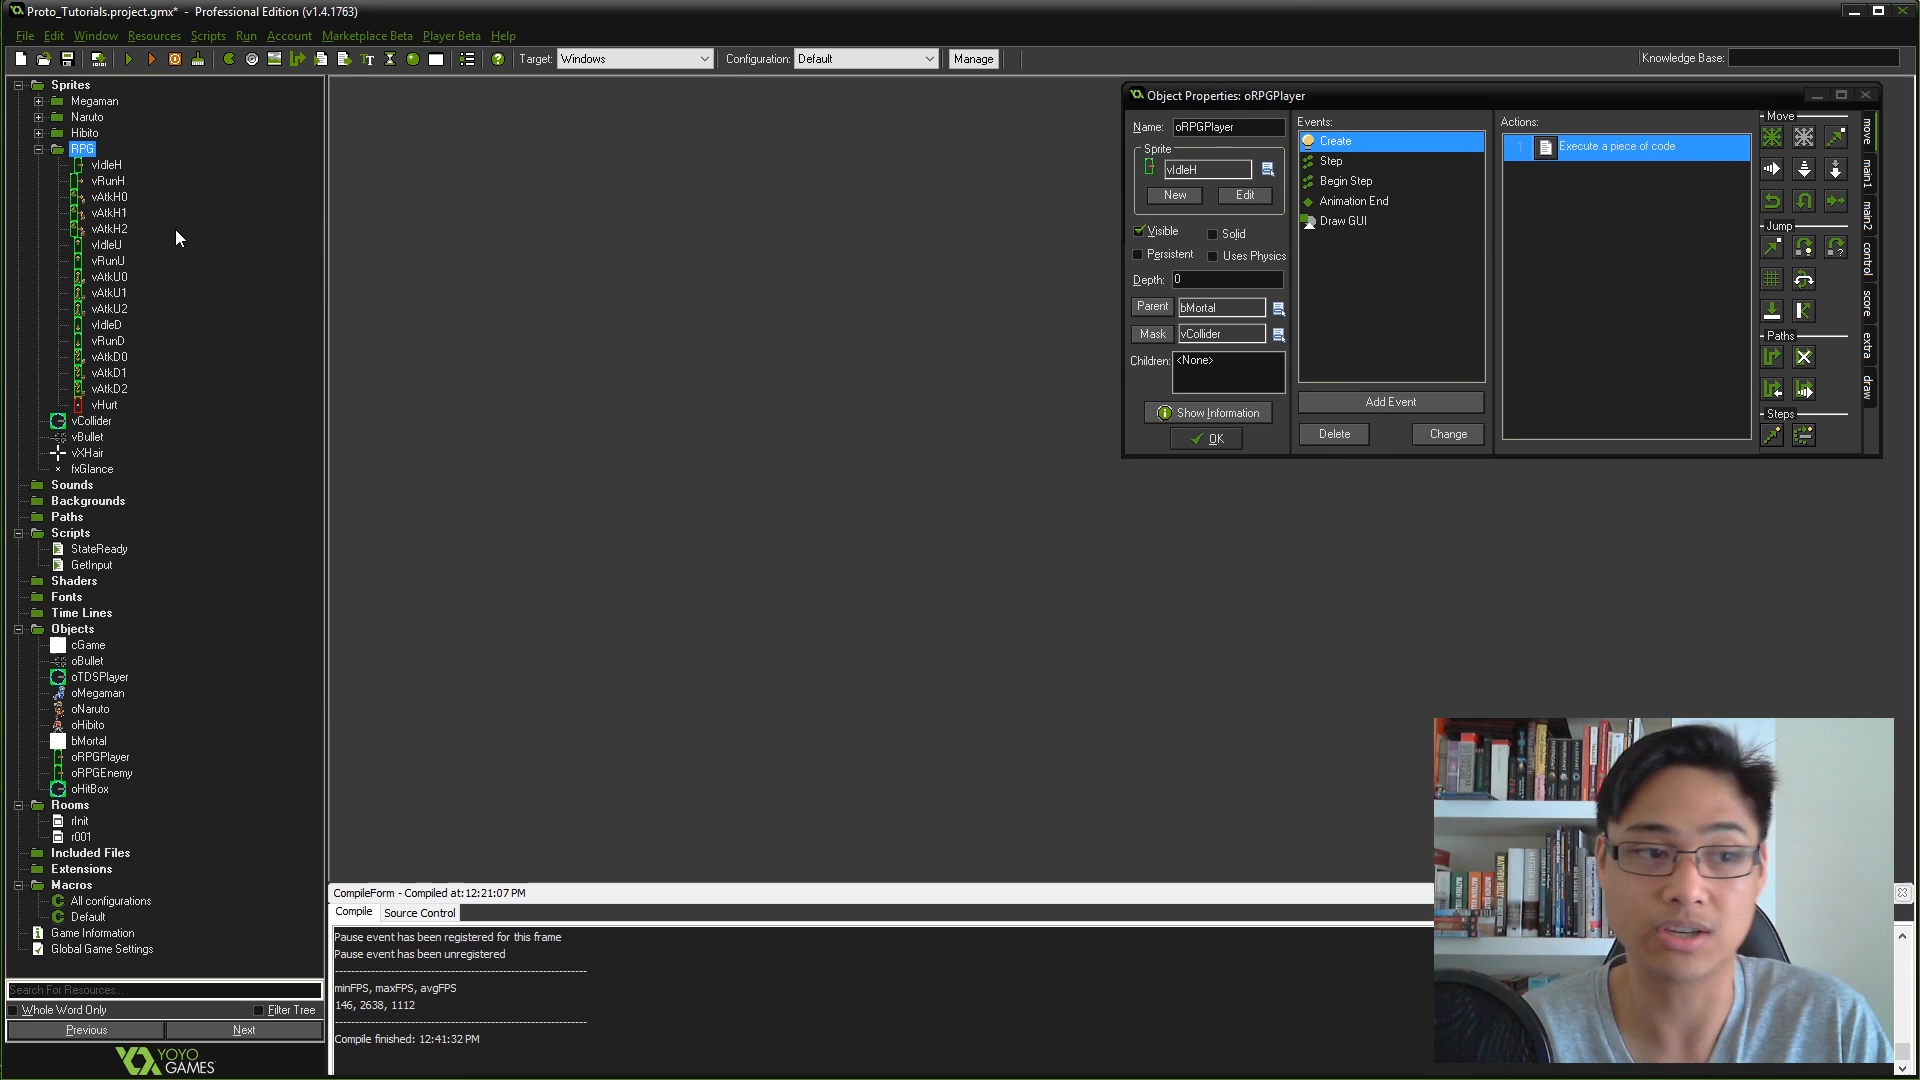 Proto_Tutorials.project.gmx* - Professional Edition (v1.4.1763)
File Edit Window Resources Scripts Run Account Marketplace Beta Player Beta Help
Target: Windows Configuration: Default Manage Knowledge Base:
Sprites
Megaman
Naruto
Hibito
RPG
vIdleH
vRunH
vAtkH0
vAtkH1
vAtkH2
vIdleU
vRunU
vAtkU0
vAtkU1
vAtkU2
vIdleD
vRunD
vAtkD0
vAtkD1
vAtkD2
vHurt
vCollider
vBullet
vXHair
fxGlance
Sounds
Backgrounds
Paths
Scripts
StateReady
GetInput
Shaders
Fonts
Time Lines
Objects
cGame
oBullet
oTDSPlayer
oMegaman
oNaruto
oHibito
bMortal
oRPGPlayer
oRPGEnemy
oHitBox
Rooms
rInit
r001
Included Files
Extensions
Macros
All configurations
Default
Game Information
Global Game Settings
Search For Resources...
Whole Word Only Filter Tree
Previous Next
YOYO
GAMES
Object Properties: oRPGPlayer
Name: oRPGPlayer
Sprite
vIdleH
New Edit
Visible Solid
Persistent Uses Physics
Depth: 0
Parent bMortal
Mask vCollider
Children: <None>
Show Information
OK
Events:
Create
Step
Begin Step
Animation End
Draw GUI
Add Event
Delete Change
Actions:
1 Execute a piece of code
Move
Jump
Paths
Steps
move
main1
main2
control
score
extra
draw
CompileForm - Compiled at: 12:21:07 PM
Compile Source Control
Pause event has been registered for this frame
Pause event has been unregistered
minFPS, maxFPS, avgFPS
146, 2638, 1112
Compile finished: 12:41:32 PM